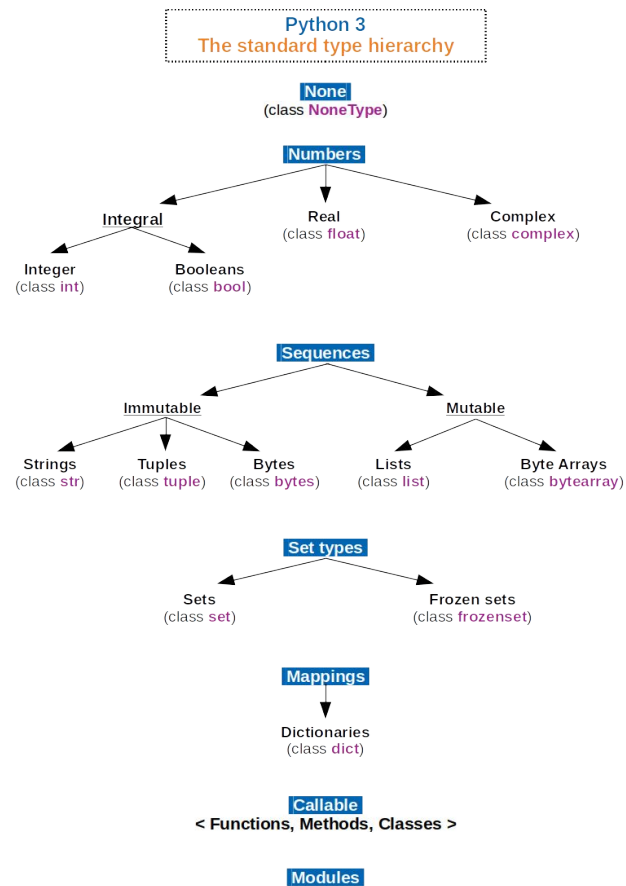 Python 3
The standard type hierarchy
None
(class NoneType)
Numbers
Integral
Real
(class float)
Complex
(class complex)
Integer
(class int)
Booleans
(class bool)
Sequences
Immutable
Mutable
Strings
(class str)
Tuples
(class tuple)
Bytes
(class bytes)
Lists
(class list)
Byte Arrays
(class bytearray)
Set types
Sets
(class set)
Frozen sets
(class frozenset)
Mappings
Dictionaries
(class dict)
Callable
< Functions, Methods, Classes >
Modules